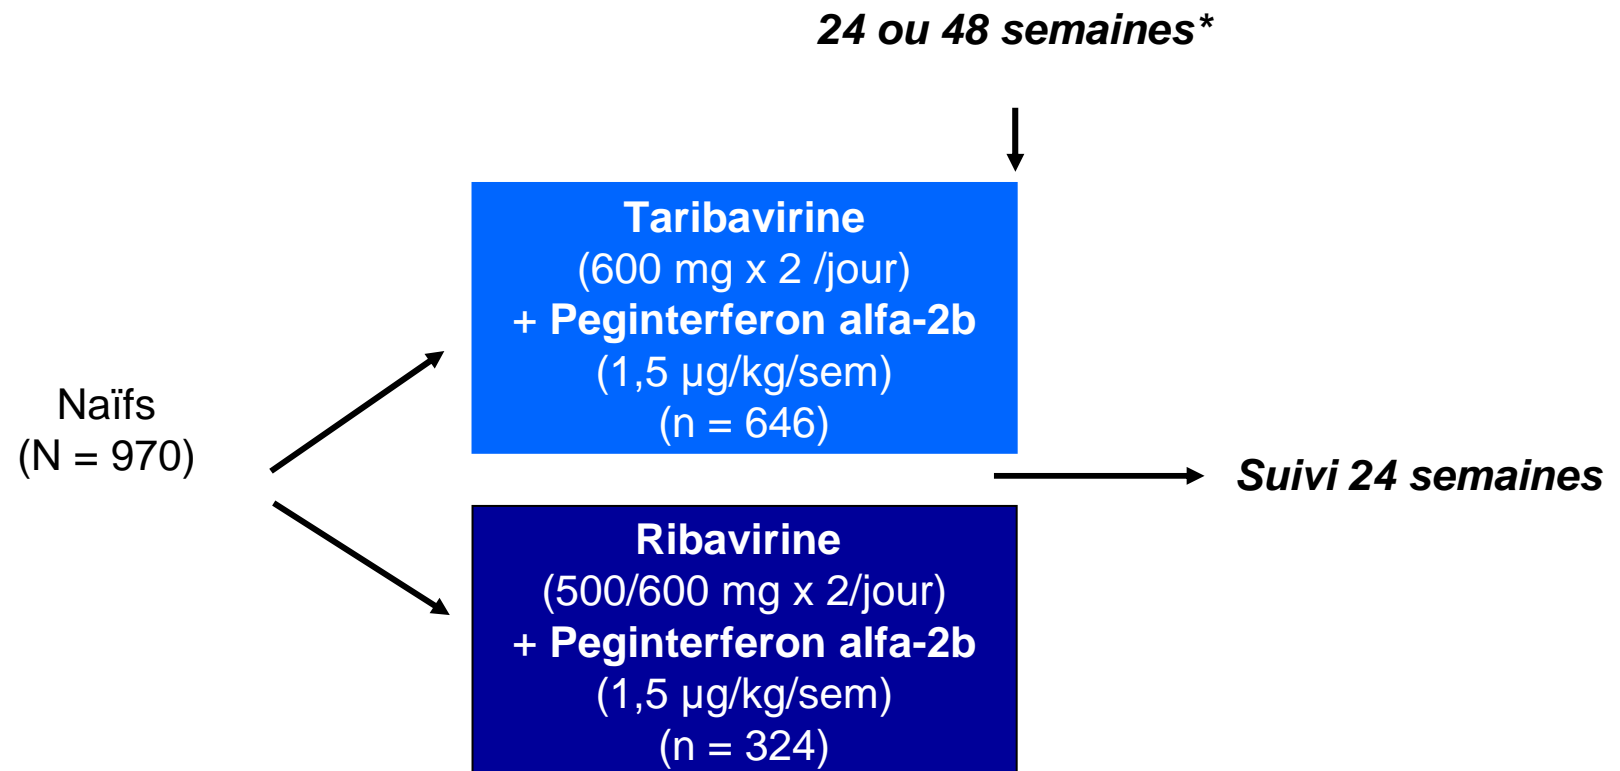 24 ou 48 semaines*
Taribavirine
(600 mg x 2 /jour)
+ Peginterferon alfa-2b
(1,5 µg/kg/sem)
(n = 646)
Naïfs
(N = 970)
Suivi 24 semaines
Ribavirine
(500/600 mg x 2/jour)
+ Peginterferon alfa-2b
(1,5 µg/kg/sem)
(n = 324)